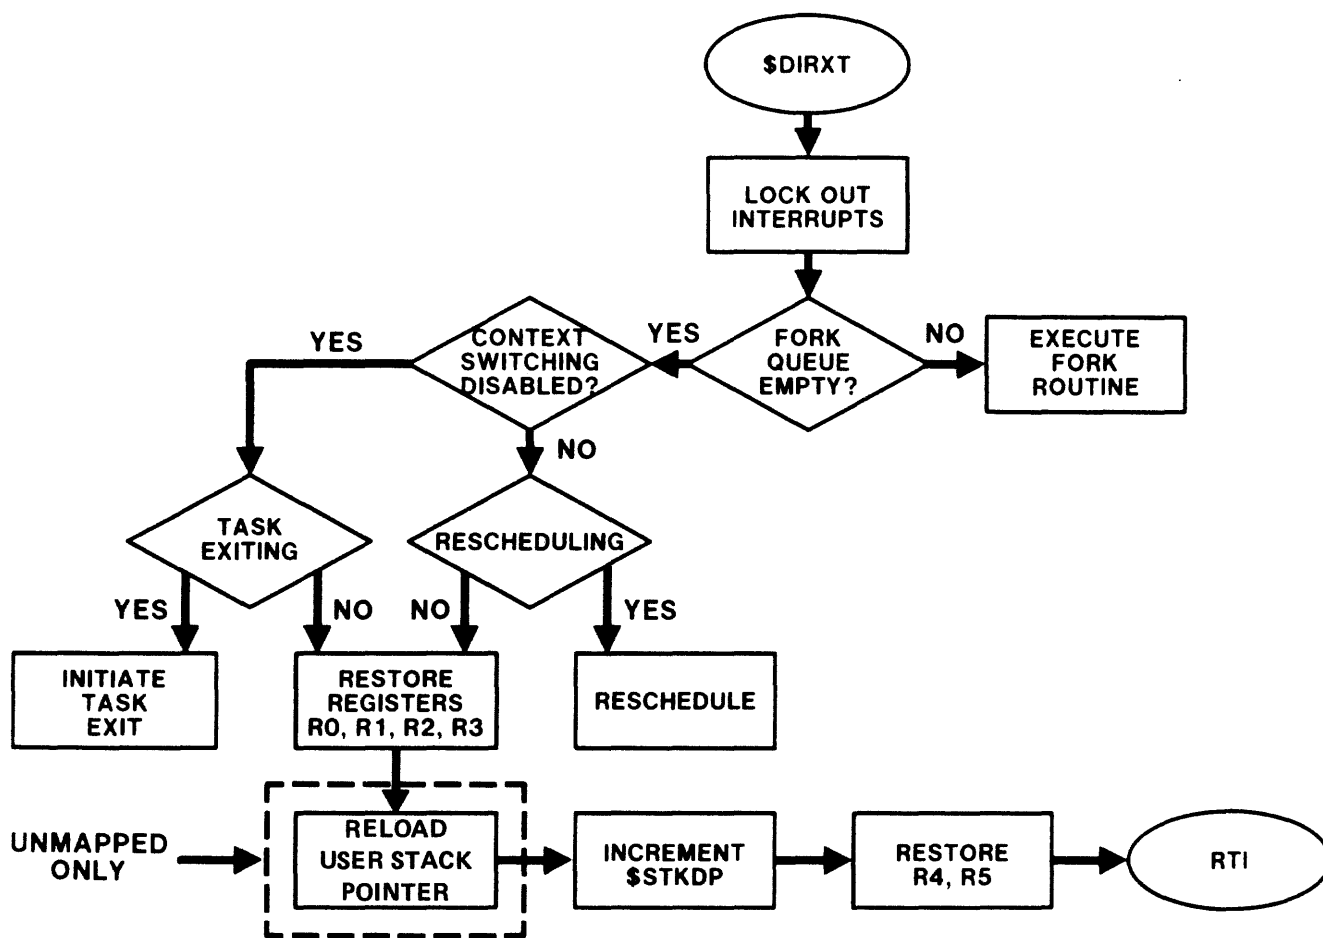 $DIRXT
LOCK OUT
INTERRUPTS
YES
CONTEXT
SWITCHING
DISABLED?
YES
FORK
QUEUE
EMPTY?
NO
EXECUTE
FORK
ROUTINE
NO
TASK
EXITING
RESCHEDULING
YES
NO
NO
YES
INITIATE
TASK
EXIT
RESTORE
REGISTERS
R0, R1, R2, R3
RESCHEDULE
UNMAPPED
ONLY
RELOAD
USER STACK
POINTER
INCREMENT
$STKDP
RESTORE
R4, R5
RTI